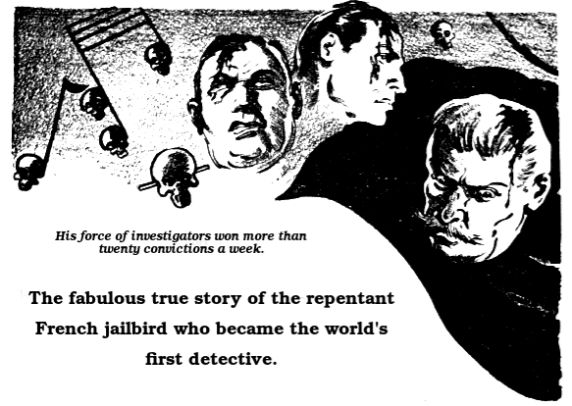 His force of investigators won more than
twenty convictions a week.
The fabulous true story of the repentant
French jailbird who became the world's
first detective.